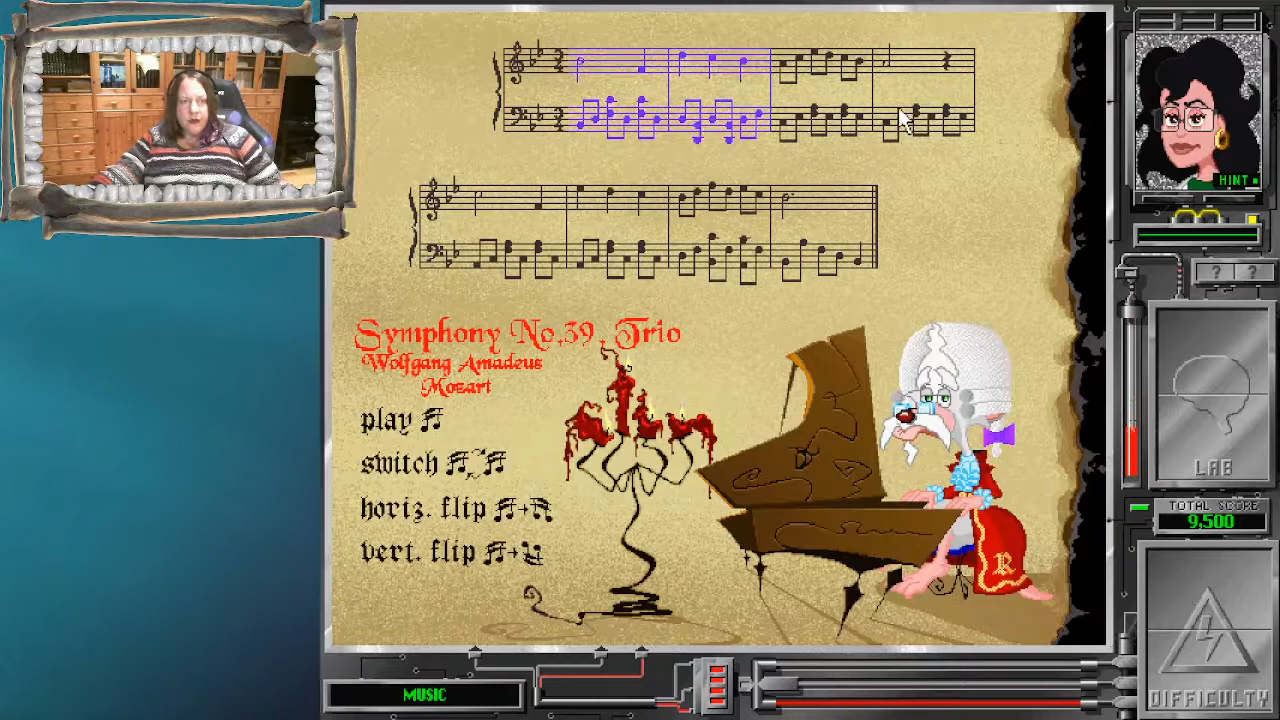 HINT
Symphony No.39, Trio
Wolfgang Amadeus
Mozart
play
switch
horiz. flip
vert. flip
R
? ?
LAB
TOTAL SCORE
9,500
MUSIC
DIFFICULTY